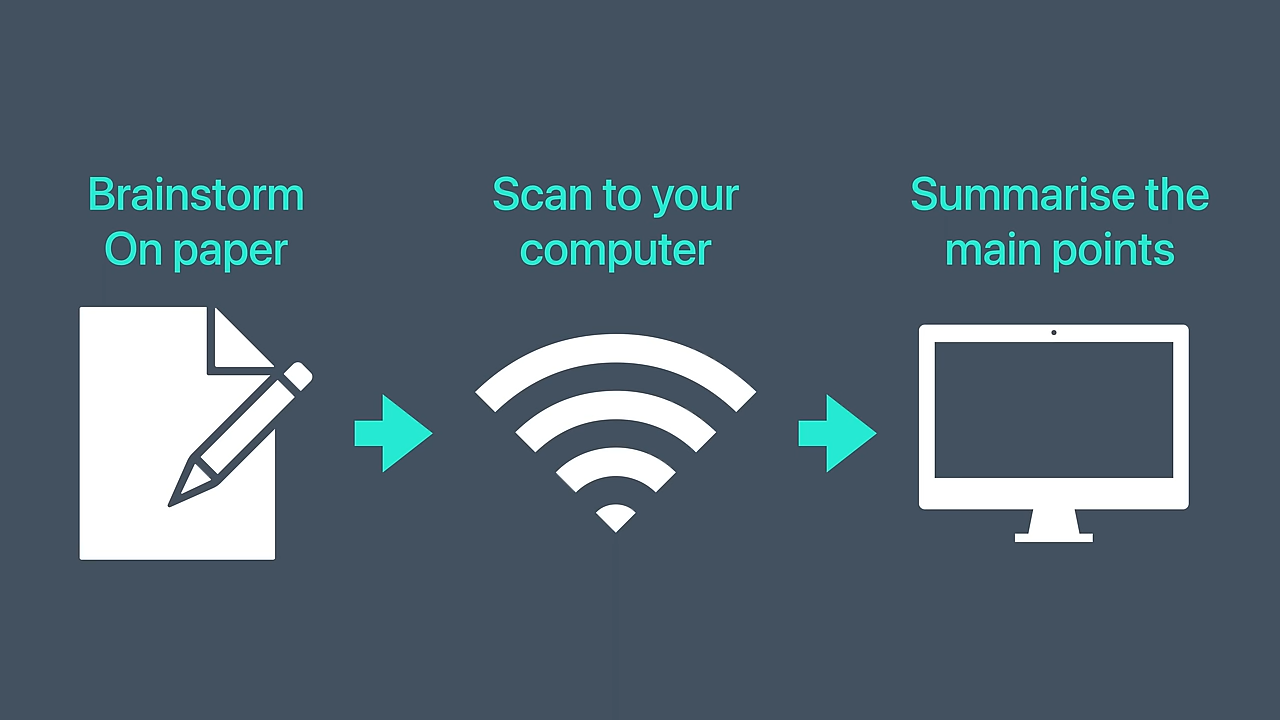 Brainstorm
On paper
Scan to your
computer
Summarise the
main points